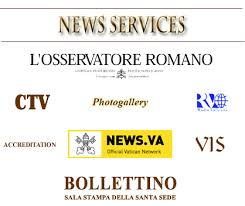 NEWS SERVICES
L'OSSERVATORE ROMANO
CTV
Photogallery
RV
ACCREDITATION
NEWS.VA
Official Vatican Network
VIS
BOLLETTINO
SALA STAMPA DELLA SANTA SEDE